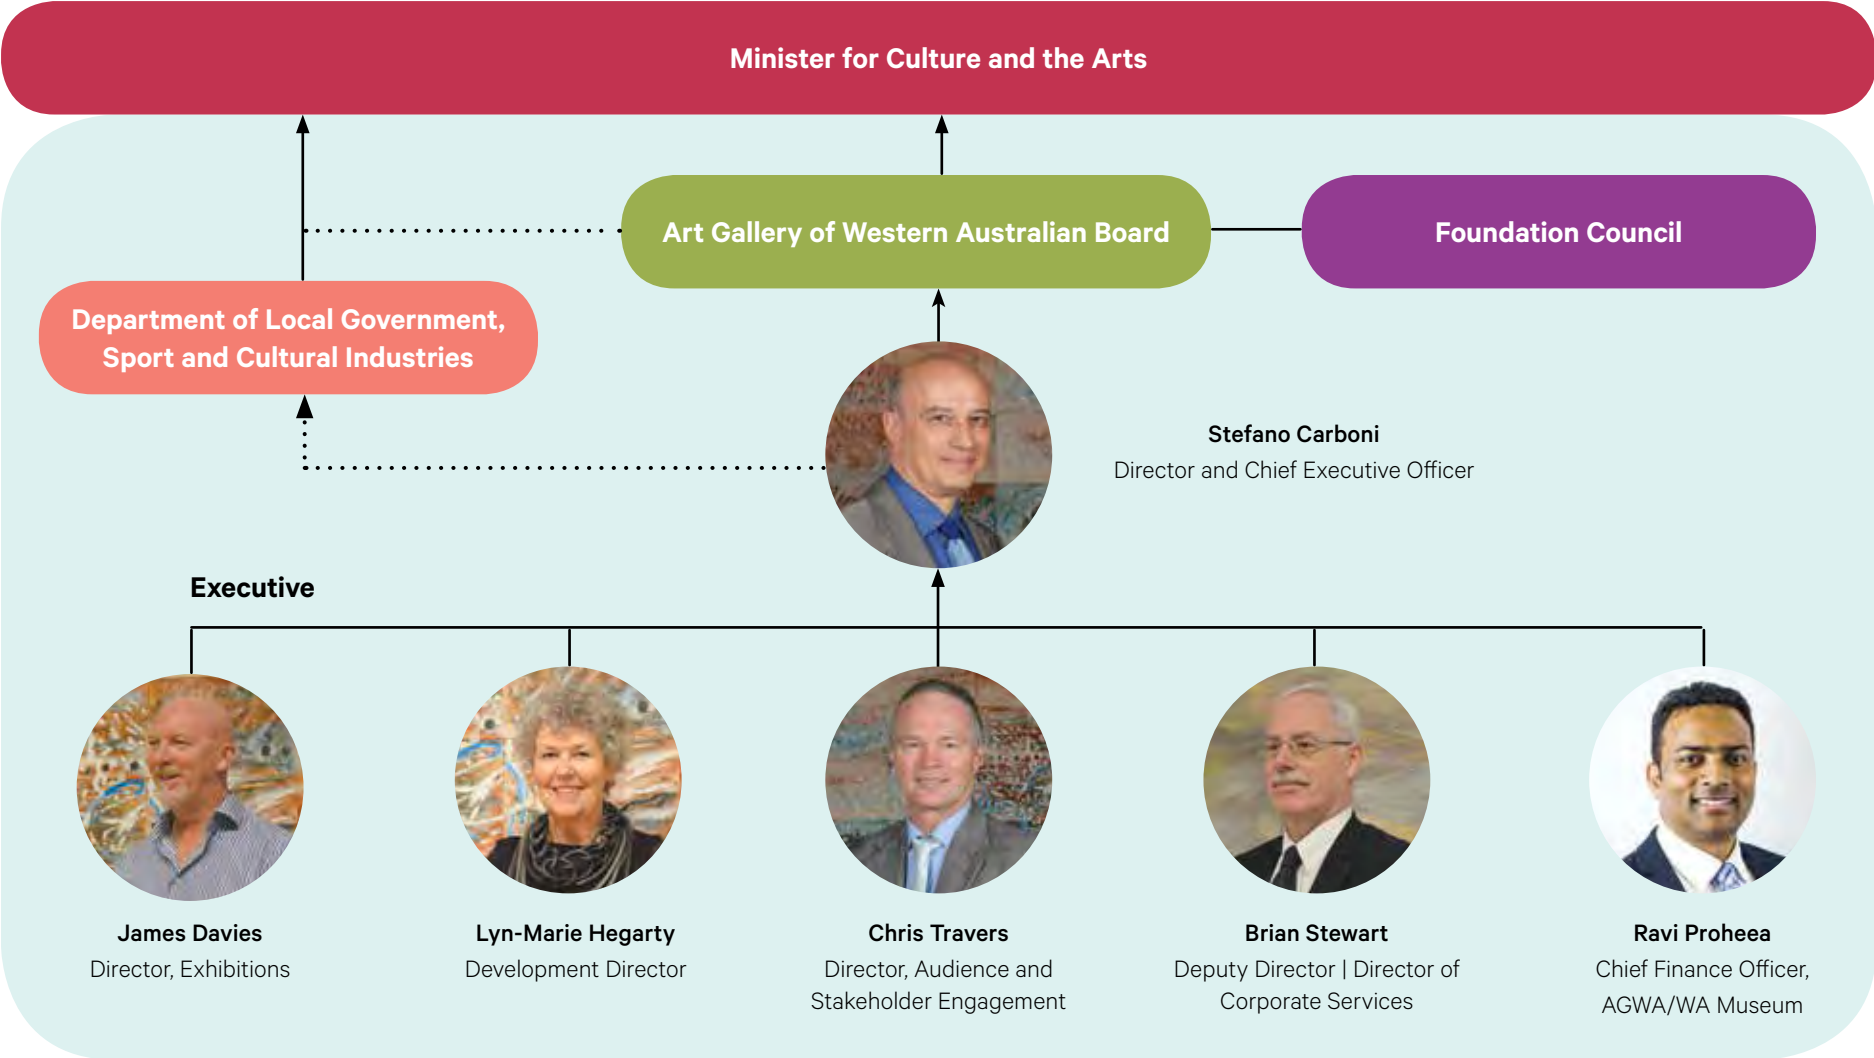 Minister for Culture and the Arts
Art Gallery of Western Australian Board
Foundation Council
Department of Local Government,
Sport and Cultural Industries
Stefano Carboni
Director and Chief Executive Officer
Executive
James Davies
Director, Exhibitions
Lyn-Marie Hegarty
Development Director
Chris Travers
Director, Audience and
Stakeholder Engagement
Brian Stewart
Deputy Director | Director of
Corporate Services
Ravi Proheea
Chief Finance Officer,
AGWA/WA Museum